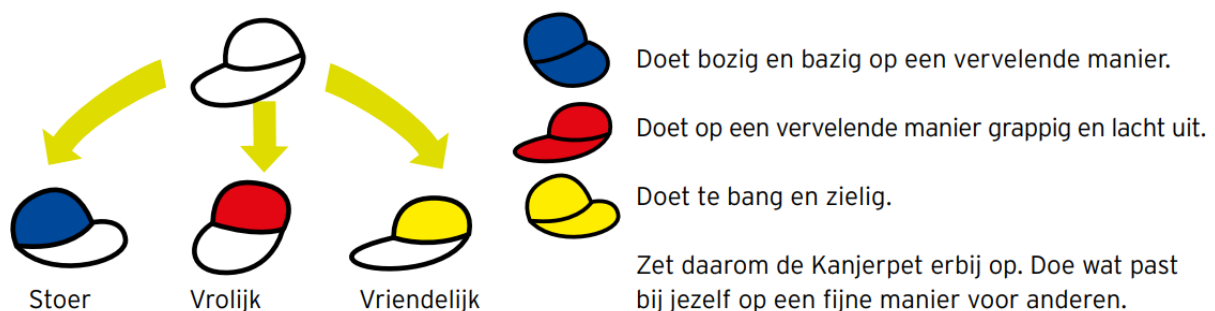 Doet bozig en bazig op een vervelende manier.
Doet op een vervelende manier grappig en lacht uit.
Doet te bang en zielig.
Zet daarom de Kanjerpet erbij op. Doe wat past
bij jezelf op een fijne manier voor anderen.
Stoer
Vrolijk
Vriendelijk